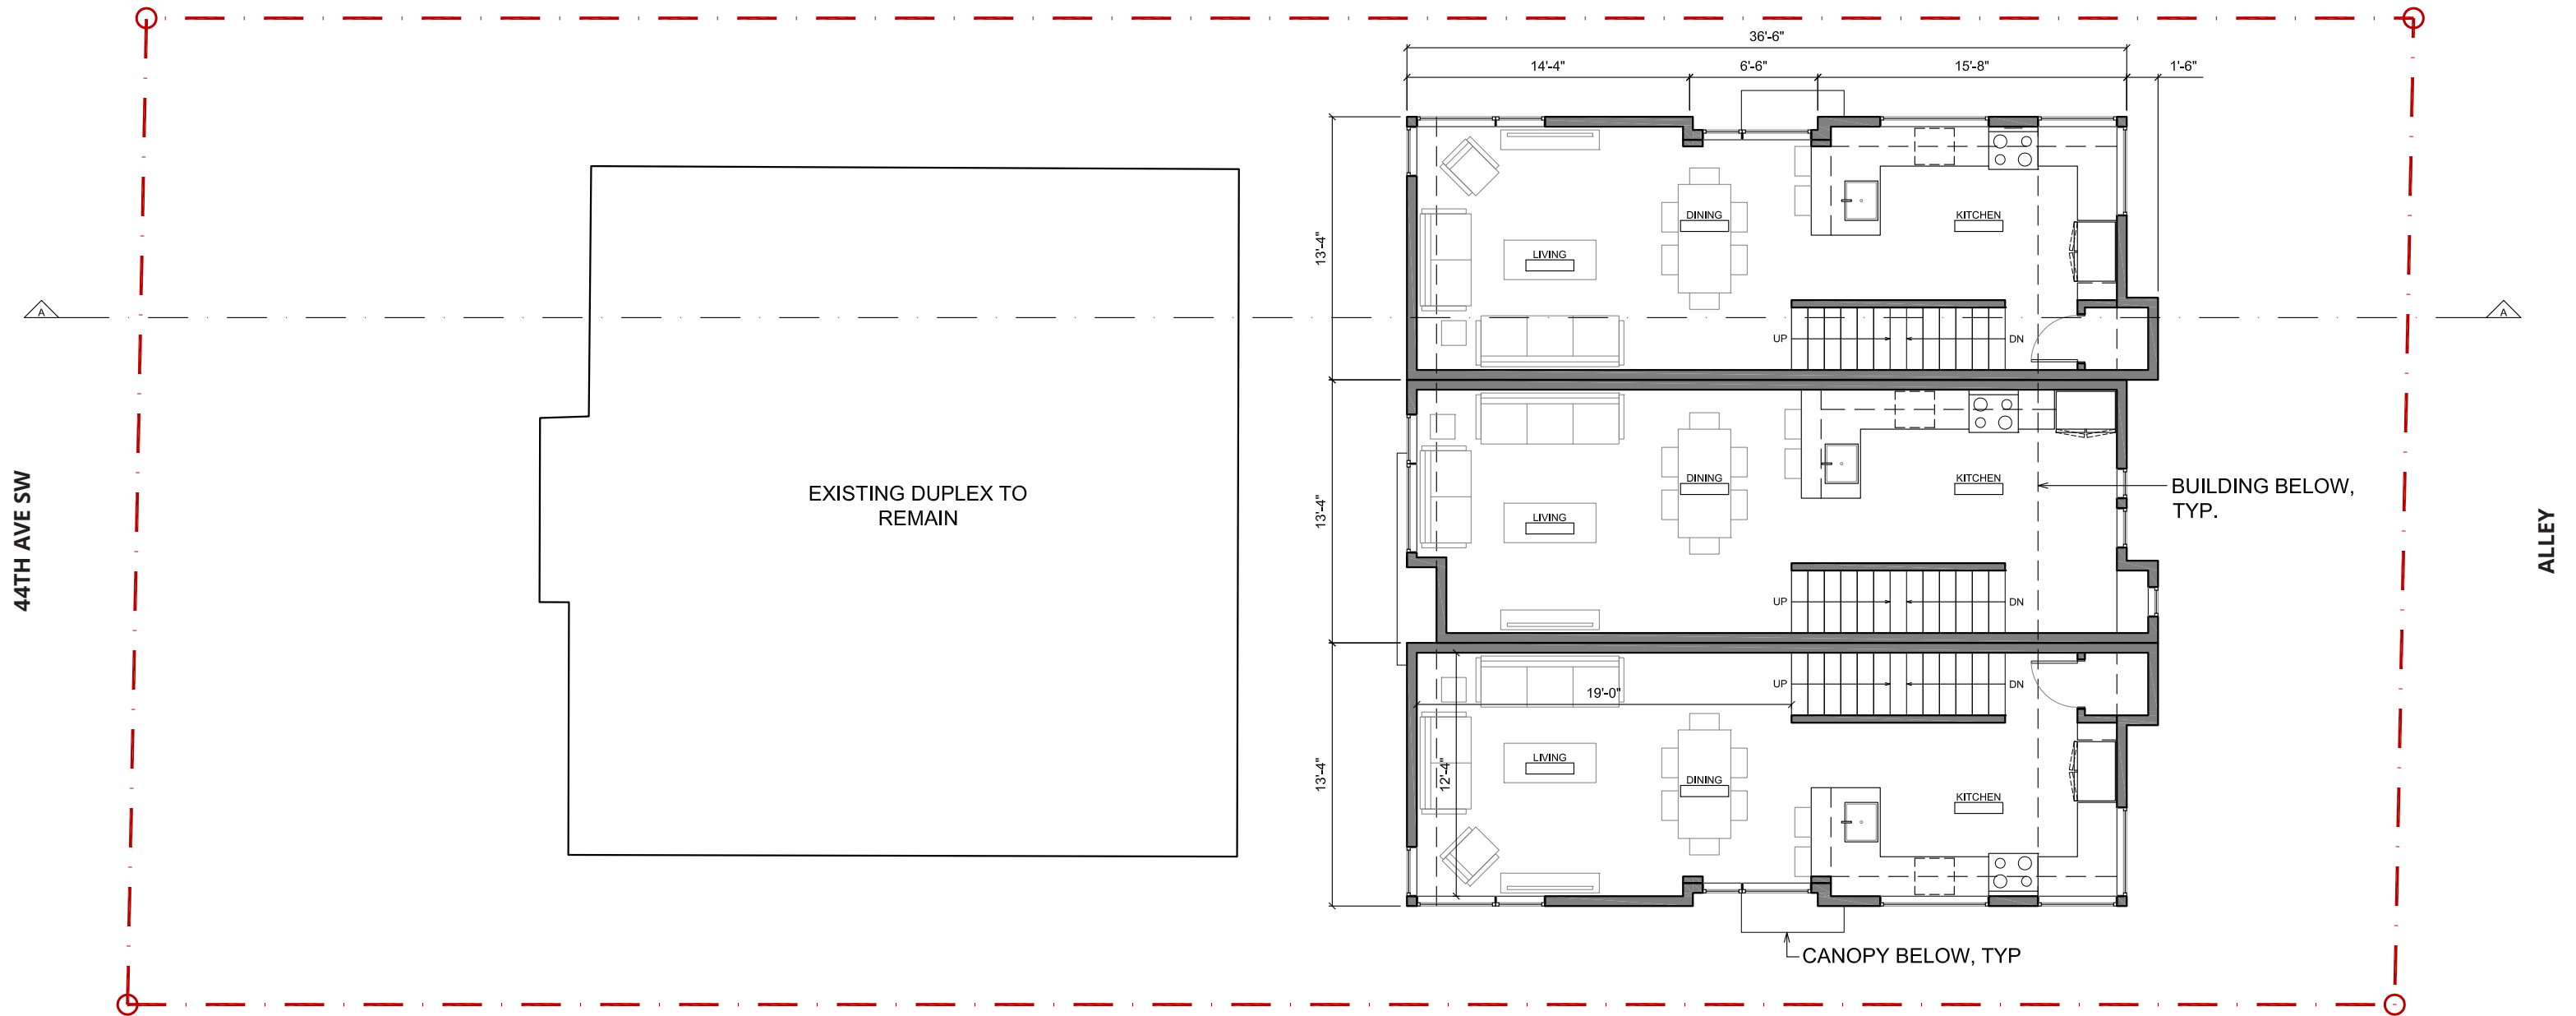 36'-6"
14'-4"
6'-6"
15'-8"
1'-6"
13'-4"
DINING
KITCHEN
LIVING
A
A
UP
DN
44TH AVE SW
EXISTING DUPLEX TO
REMAIN
13'-4"
DINING
KITCHEN
LIVING
BUILDING BELOW,
TYP.
ALLEY
UP
DN
UP
DN
19'-0"
13'-4"
12'-4"
LIVING
DINING
KITCHEN
CANOPY BELOW, TYP